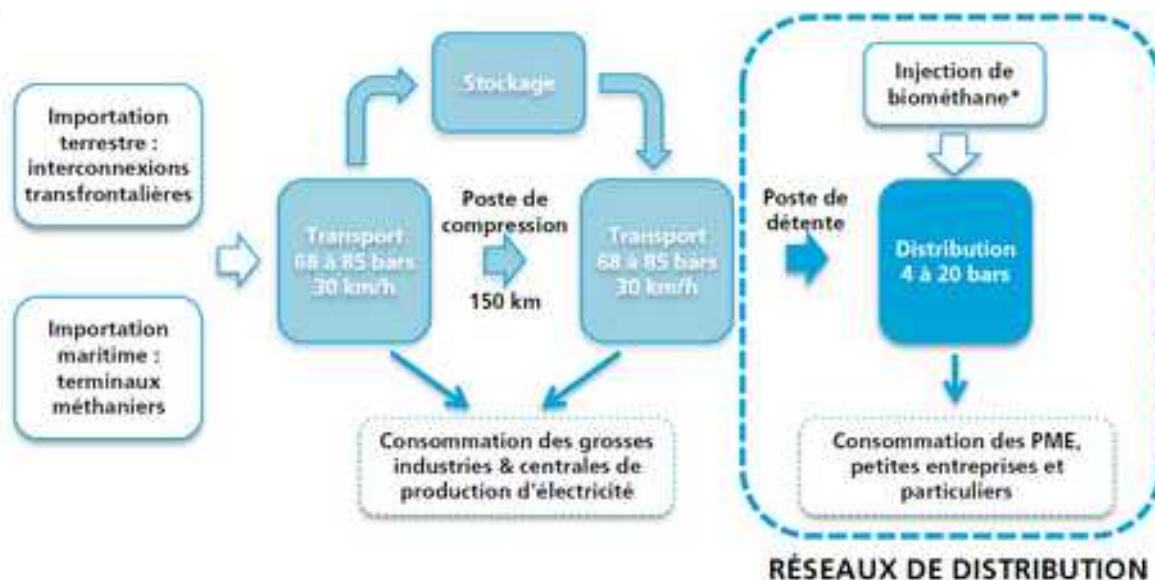 Importation
terrestre :
interconnexions
transfrontalières
Importation
maritime :
terminaux
méthaniers
Stockage
Transport
68 à 85 bars
30 km/h
Poste de
compression
150 km
Transport
68 à 85 bars
30 km/h
Consommation des grosses
industries & centrales de
production d'électricité
Poste de
détente
Injection de
biométhane*
Distribution
4 à 20 bars
Consommation des PME,
petites entreprises et
particuliers
RÉSEAUX DE DISTRIBUTION